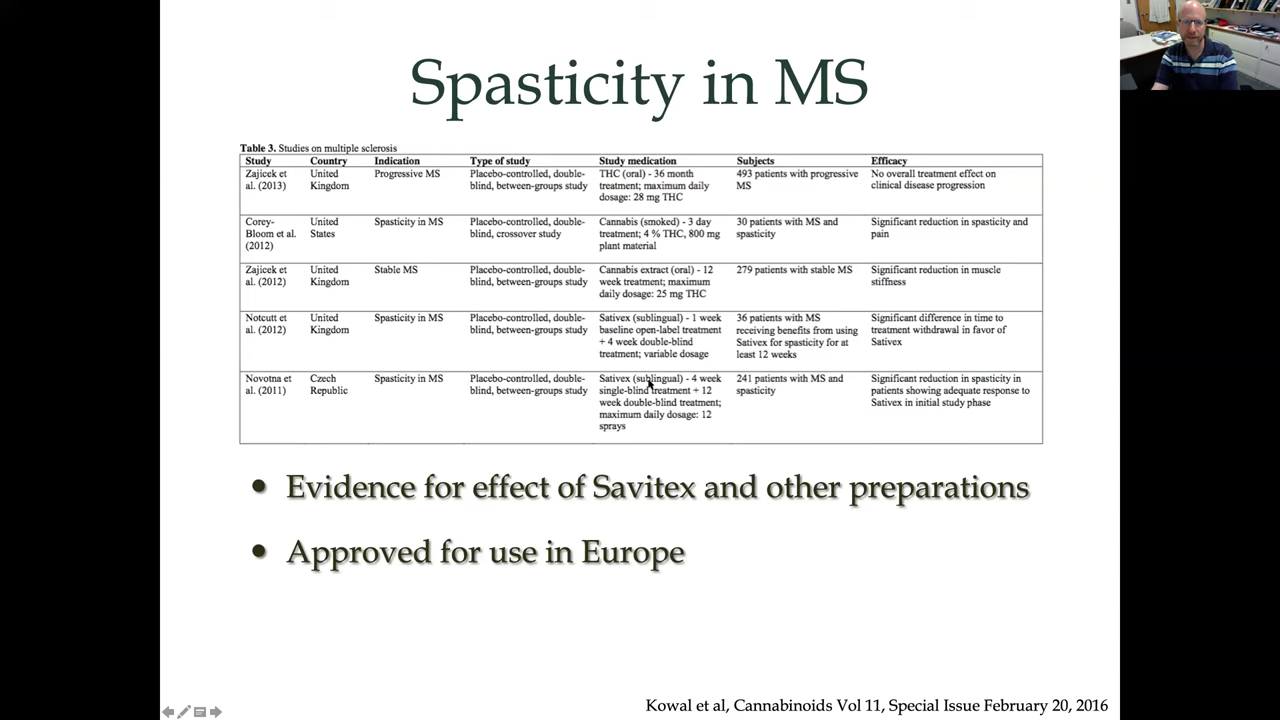 Spasticity in MS
Table 3. Studies on multiple sclerosis
Study Country Indication Type of study Study medication Subjects Efficacy
Zajicek et al. (2013)
United Kingdom
Progressive MS
Placebo-controlled, double-
blind, between-groups study
THC (oral) - 36 month
treatment; maximum daily
dosage: 28 mg THC
493 patients with progressive
MS
No overall treatment effect on
clinical disease progression
Corey-
Bloom et al.
(2012)
United
States
Spasticity in MS
Placebo-controlled, double-
blind, crossover study
Cannabis (smoked) - 3 day
treatment; 4 % THC, 800 mg
plant material
30 patients with MS and
spasticity
Significant reduction in spasticity and
pain
Zajicek et
al. (2012)
United
Kingdom
Stable MS
Placebo-controlled, double-
blind, between-groups study
Cannabis extract (oral) - 12
week treatment; maximum
daily dosage: 25 mg THC
279 patients with stable MS
Significant reduction in muscle
stiffness
Notcutt et
al. (2012)
United
Kingdom
Spasticity in MS
Placebo-controlled, double-
blind, between-groups study
Sativex (sublingual) - 1 week
baseline open-label treatment
+ 4 week double-blind
treatment; variable dosage
36 patients with MS
receiving benefits from using
Sativex for spasticity for at
least 12 weeks
Significant difference in time to
treatment withdrawal in favor of
Sativex
Novotna et
al. (2011)
Czech
Republic
Spasticity in MS
Placebo-controlled, double-
blind, between-groups study
Sativex (sublingual) - 4 week
single-blind treatment + 12
week double-blind treatment;
maximum daily dosage: 12
sprays
241 patients with MS and
spasticity
Significant reduction in spasticity in
patients showing adequate response to
Sativex in initial study phase
• Evidence for effect of Savitex and other preparations
• Approved for use in Europe
Kowal et al, Cannabinoids Vol 11, Special Issue February 20, 2016